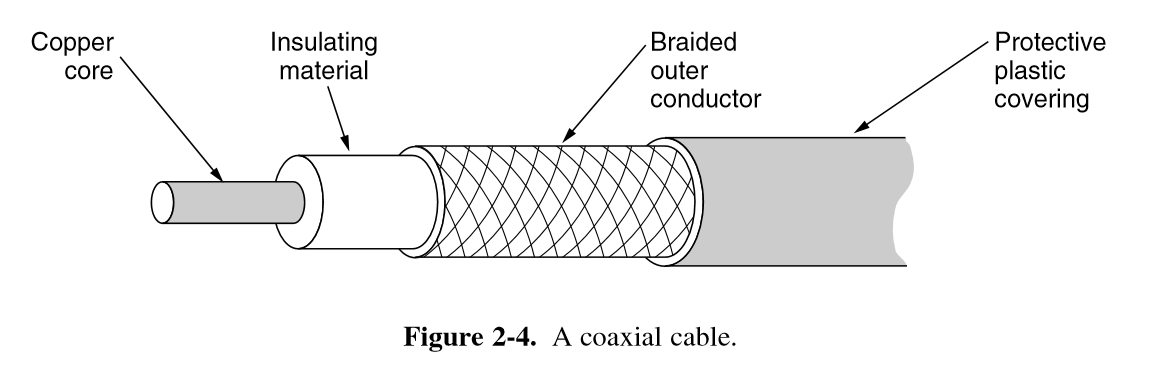 Copper
core
Insulating
material
Braided
outer
conductor
Protective
plastic
covering
Figure 2-4. A coaxial cable.